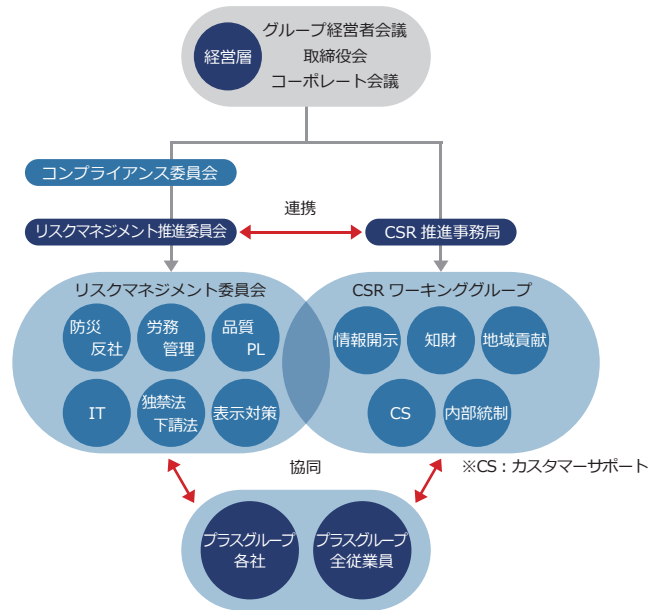 経営層
グループ経営者会議
取締役会
コーポレート会議
コンプライアンス委員会
リスクマネジメント推進委員会
連携
CSR 推進事務局
リスクマネジメント委員会
防災
反社
労務
管理
品質
PL
IT
独禁法
下請法
表示対策
CSR ワーキンググループ
情報開示
知財
地域貢献
CS
内部統制
協同
※CS：カスタマーサポート
プラスグループ
各社
プラスグループ
全従業員